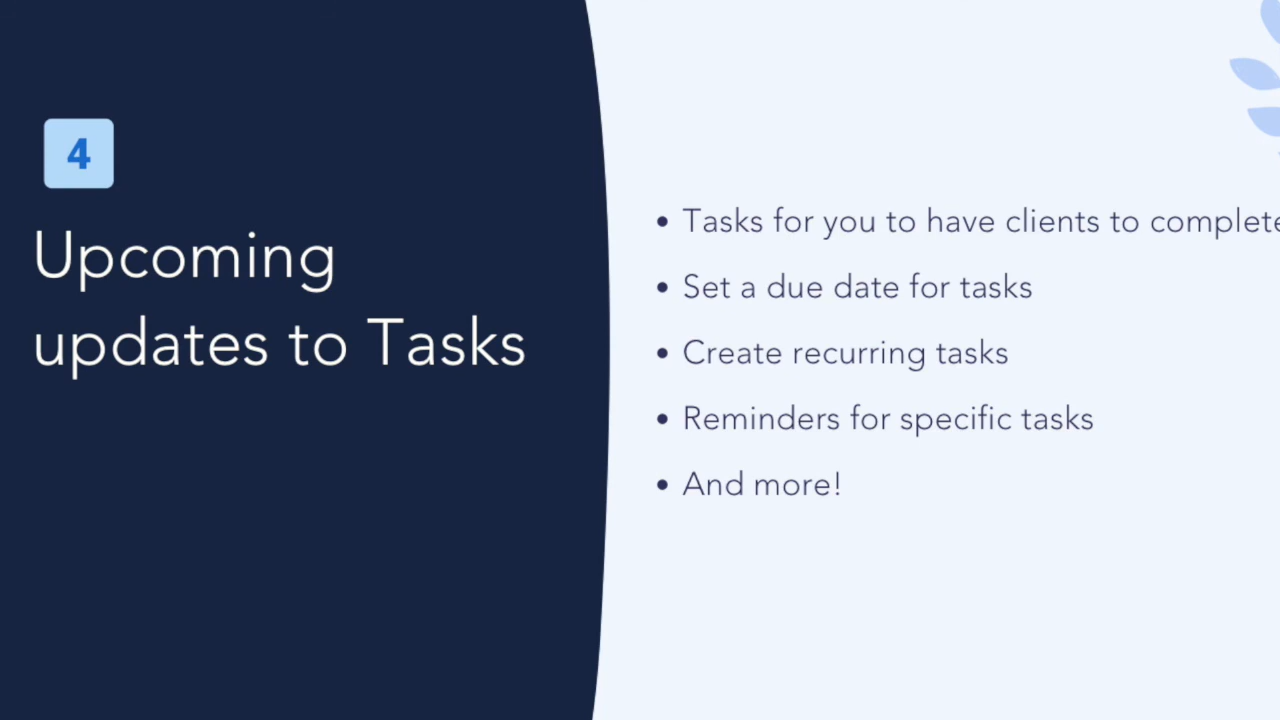 4
Upcoming
updates to Tasks
• Tasks for you to have clients to complete
• Set a due date for tasks
• Create recurring tasks
• Reminders for specific tasks
• And more!